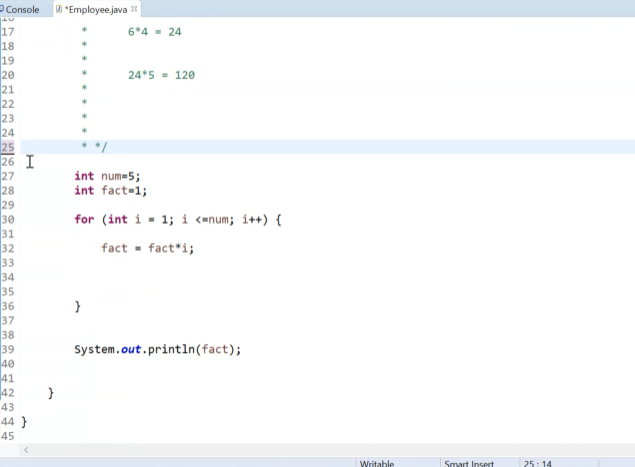 Console *Employee.java
17 * 6*4 = 24
18 *
19 *
20 * 24*5 = 120
21 *
22 *
23 *
24 *
25 * */
26
27 int num=5;
28 int fact=1;
29
30 for (int i = 1; i <=num; i++) {
31
32 fact = fact*i;
33
34
35
36 }
37
38
39 System.out.println(fact);
40
41
42 }
43
44 }
45
Writable Smart Insert 25 : 14